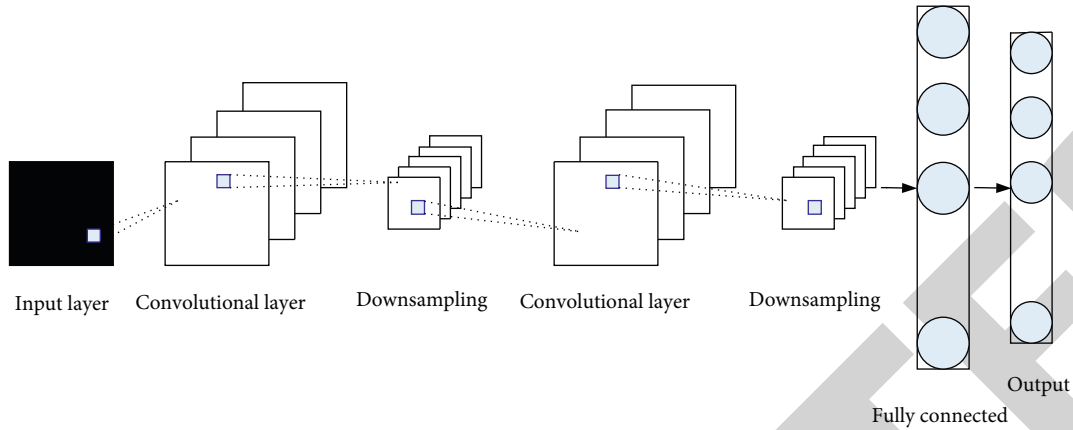 Input layer
Convolutional layer
Downsampling
Convolutional layer
Downsampling
Fully connected
Output